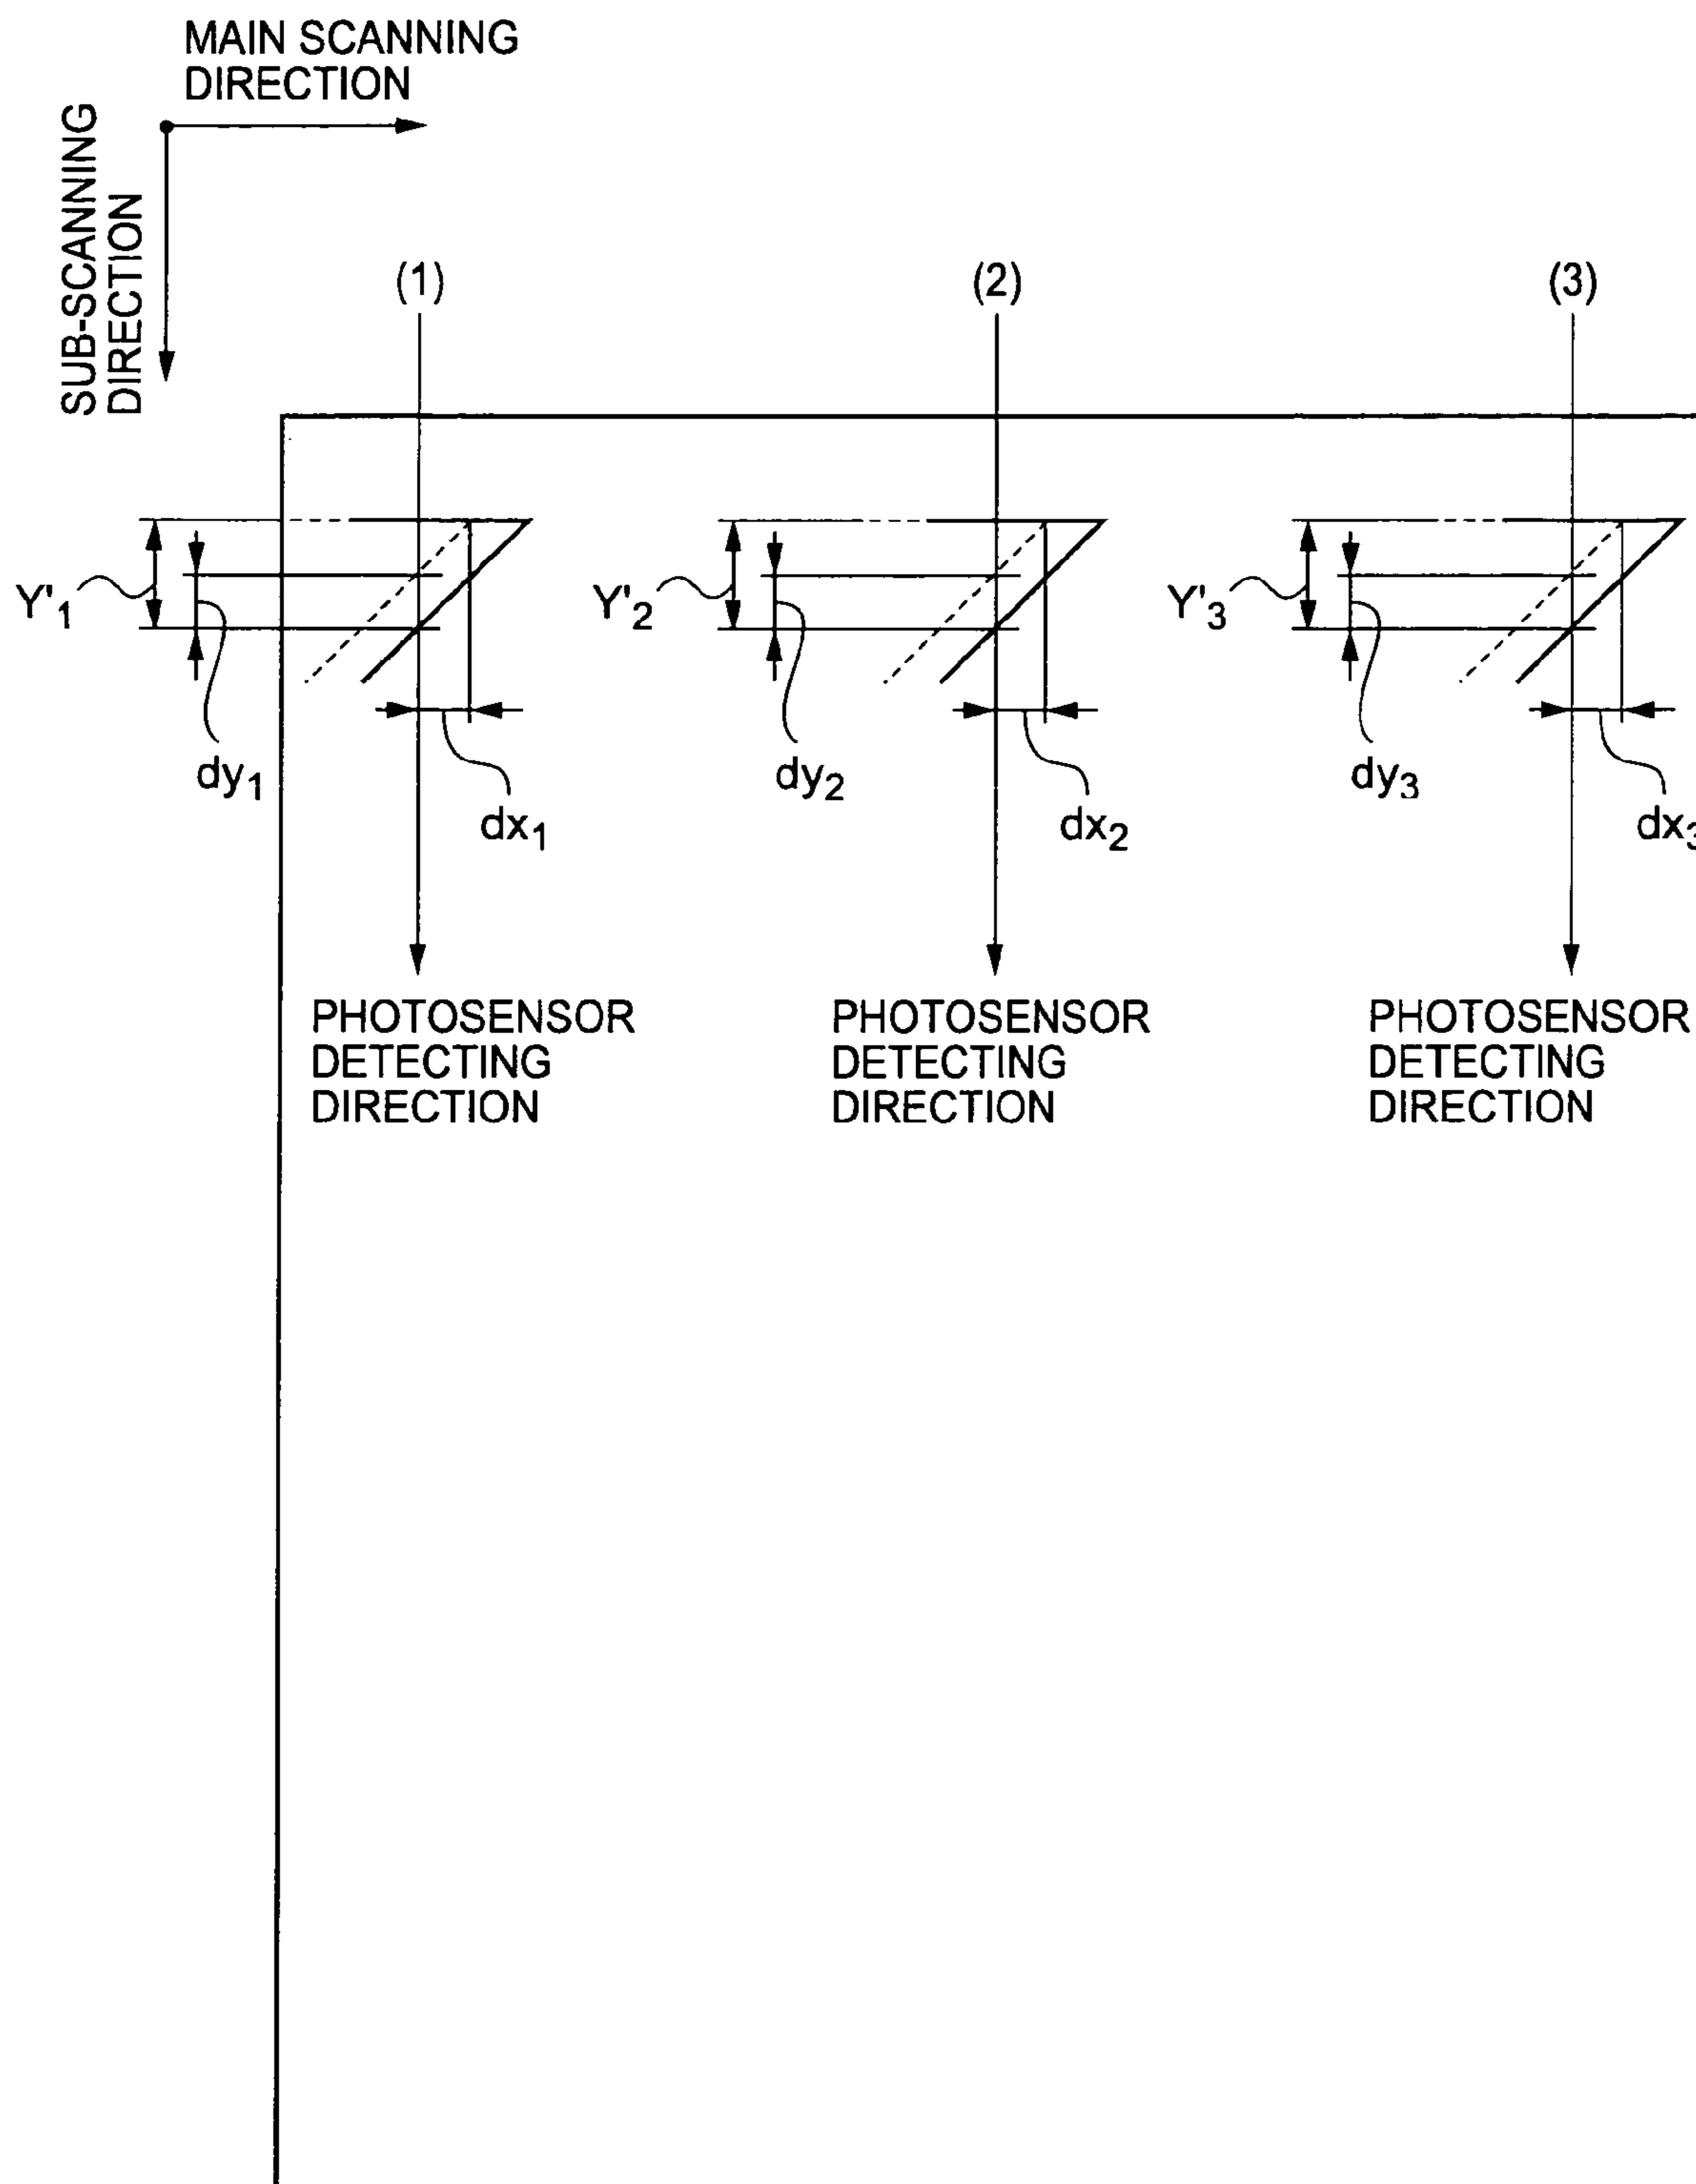 MAIN SCANNING
DIRECTION
SUB-SCANNING
DIRECTION
(1)
(2)
(3)
Y'1
Y'2
Y'3
dy1
dx1
dy2
dx2
dy3
dx3
PHOTOSENSOR
DETECTING
DIRECTION
PHOTOSENSOR
DETECTING
DIRECTION
PHOTOSENSOR
DETECTING
DIRECTION